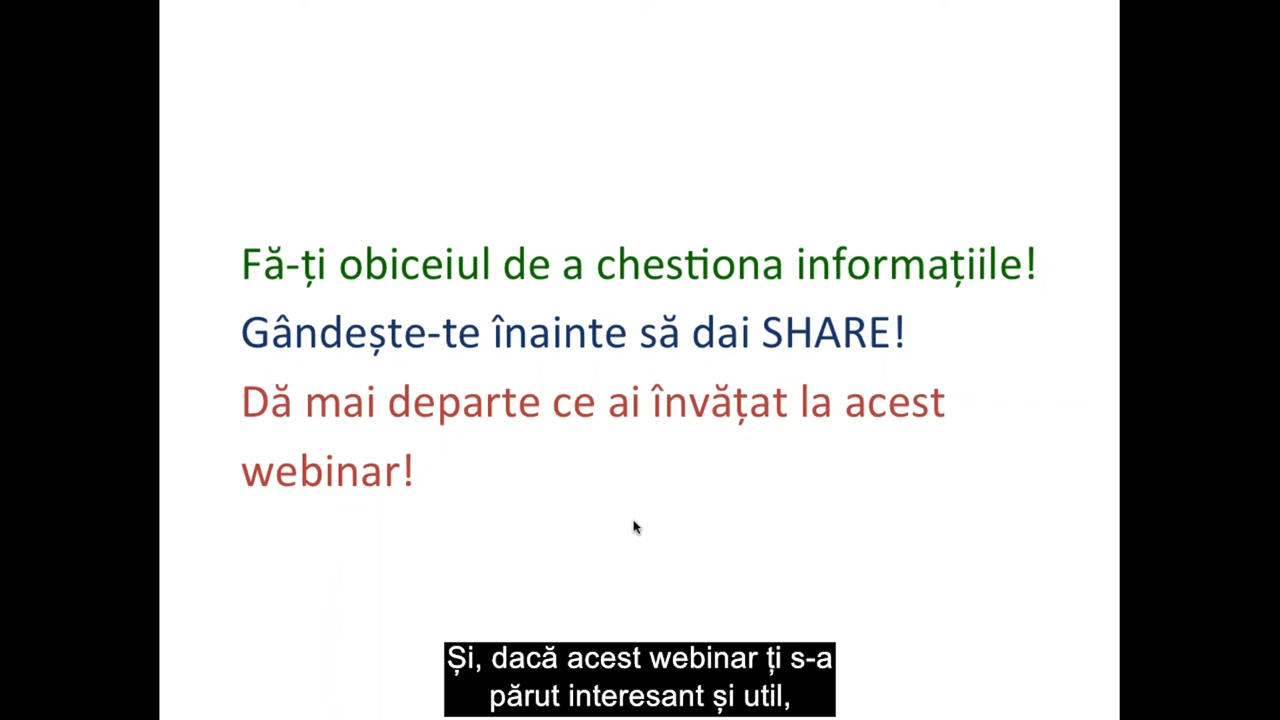 Fă-ți obiceiul de a chestiona informațiile!
Gândește-te înainte să dai SHARE!
Dă mai departe ce ai învățat la acest
webinar!
Și, dacă acest webinar ți s-a
părut interesant și util,